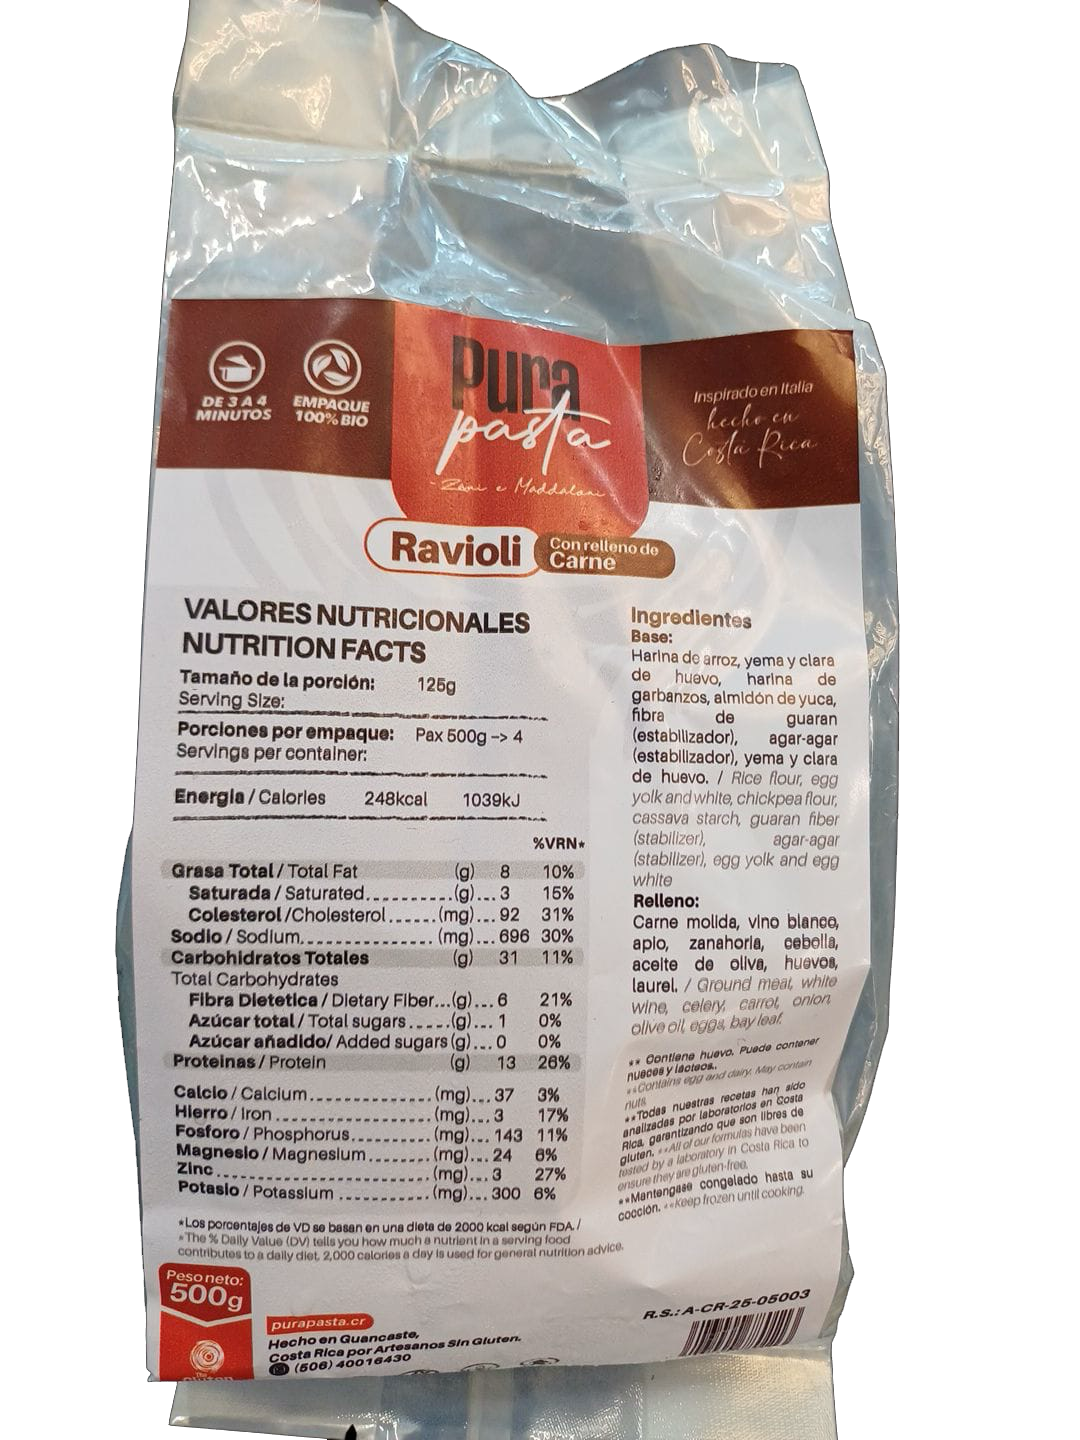 DE 3 A 4
MINUTOS
EMPAQUE
100% BIO
Pura
pasta
Zani e Maddalani
Inspirado en Italia
hecho en
Costa Rica
Ravioli
Con relleno de
Carne
VALORES NUTRICIONALES
NUTRITION FACTS
Tamaño de la porción: 125g
Serving Size:
Porciones por empaque: Pax 500g -> 4
Servings per container:
Energia / Calories 248kcal 1039kJ
%VRN*
Grasa Total / Total Fat (g) 8 10%
Saturada / Saturated...........(g)... 3 15%
Colesterol /Cholesterol......(mg)... 92 31%
Sodio / Sodium................(mg)... 696 30%
Carbohidratos Totales (g) 31 11%
Total Carbohydrates
Fibra Dietetica / Dietary Fiber...(g)... 6 21%
Azúcar total / Total sugars......(g)... 1 0%
Azúcar añadido/ Added sugars (g)... 0 0%
Proteinas / Protein (g) 13 26%
Calcio / Calcium...............(mg)... 37 3%
Hierro / Iron...................(mg)... 3 17%
Fosforo / Phosphorus..........(mg)... 143 11%
Magnesio / Magnesium........(mg)... 24 6%
Zinc............................(mg)... 3 27%
Potasio / Potassium...........(mg)... 300 6%
*Los porcentajes de VD se basan en una dieta de 2000 kcal según FDA. /
*The % Daily Value (DV) tells you how much a nutrient in a serving food
contributes to a daily diet, 2,000 calories a day is used for general nutrition advice.
Peso neto:
500g
purapasta.cr
Hecho en Guancaste,
Costa Rica por Artesanos Sin Gluten.
(506) 40016430
Ingredientes
Base:
Harina de arroz, yema y clara
de huevo, harina de
garbanzos, almidón de yuca,
fibra de guaran
(estabilizador), agar-agar
(estabilizador), yema y clara
de huevo. / Rice flour, egg
yolk and white, chickpea flour,
cassava starch, guaran fiber
(stabilizer), agar-agar
(stabilizer), egg yolk and egg
white
Relleno:
Carne molida, vino blanco,
apio, zanahoria, cebolla,
aceite de oliva, huevos,
laurel. / Ground meat, white
wine, celery, carrot, onion,
olive oil, eggs, bay leaf.
** Contiene huevo. Puede contener
nueces y lácteos..
**Contains egg and dairy. May contain
nuts.
**Todas nuestras recetas han sido
analizadas por laboratorios en Costa
Rica, garantizando que son libres de
gluten. **All of our formulas have been
tested by a laboratory in Costa Rica to
ensure they are gluten-free.
**Mantengase congelado hasta su
cocción. **Keep frozen until cooking.
R.S.: A-CR-25-05003